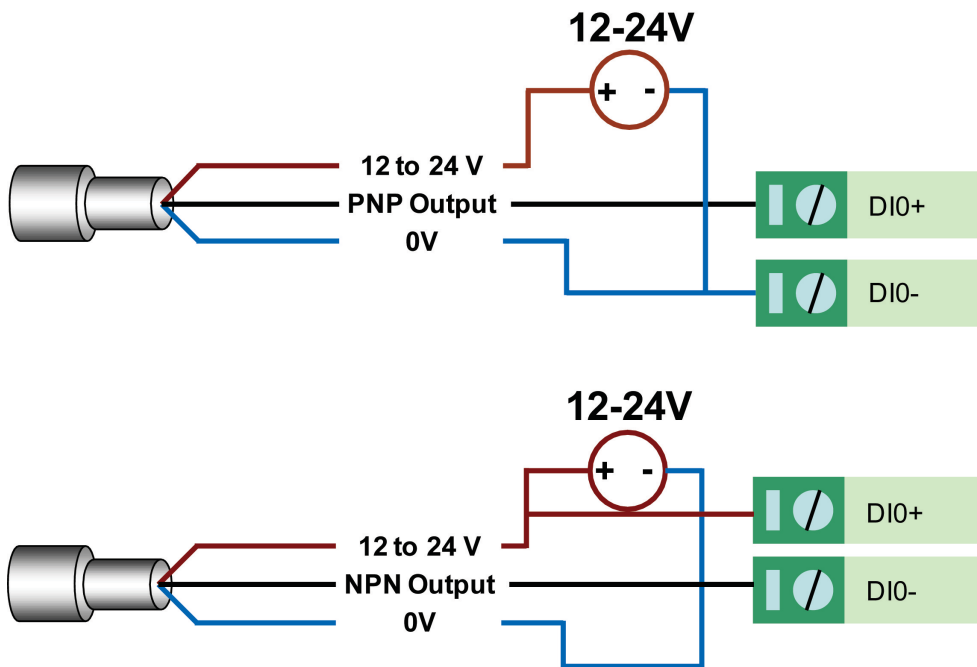 12-24V
+ -
12 to 24 V
PNP Output
0V
DI0+
DI0-
12-24V
+ -
12 to 24 V
NPN Output
0V
DI0+
DI0-